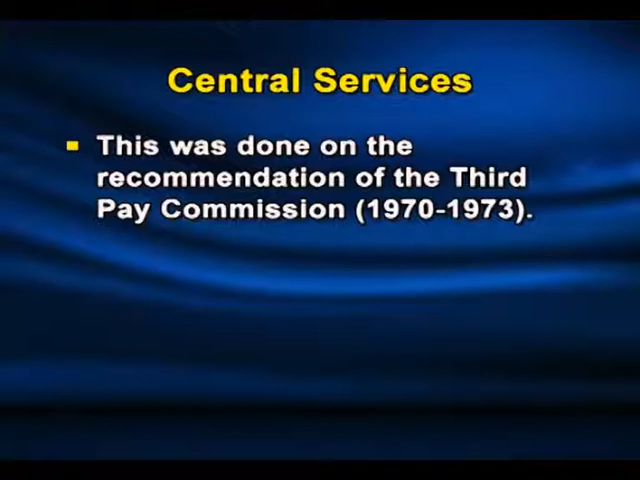 Central Services
This was done on the
recommendation of the Third
Pay Commission (1970-1973).